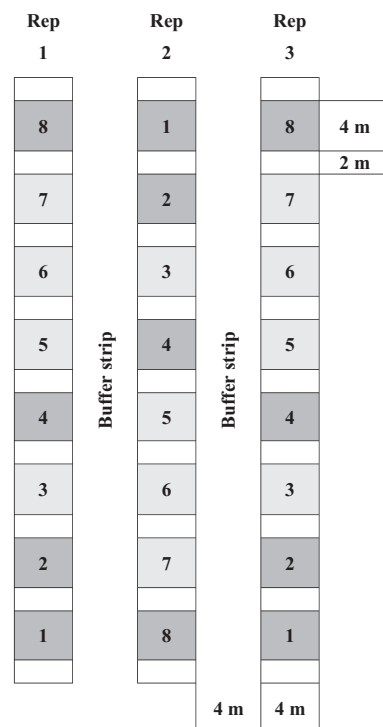 Rep Rep Rep
1 2 3
8 1 8 4 m
2 m
7 2 7
6 3 6
5 4 5
Buffer strip Buffer strip
4 5 4
3 6 3
2 7 2
1 8 1
4 m 4 m